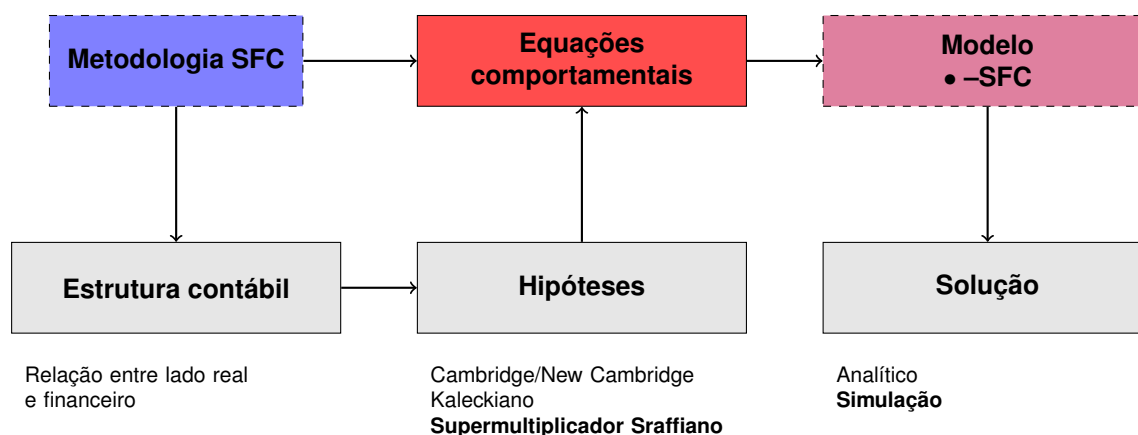 Metodologia SFC
Equações
comportamentais
Modelo
• –SFC
Estrutura contábil
Hipóteses
Solução
Relação entre lado real
e financeiro
Cambridge/New Cambridge
Kaleckiano
Supermultiplicador Sraffiano
Analítico
Simulação